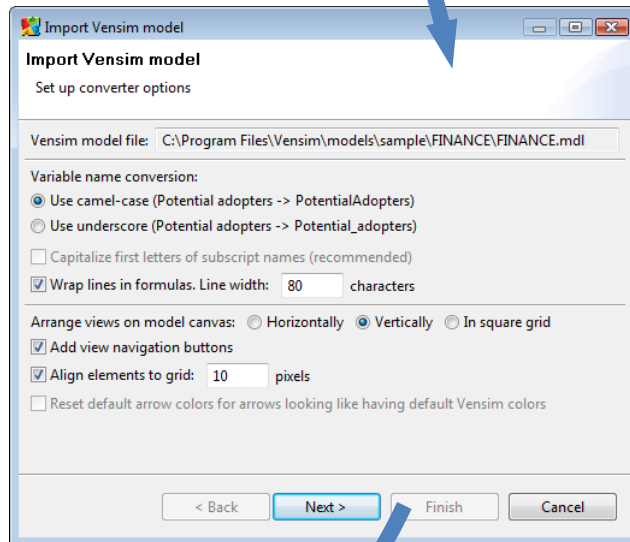 Import Vensim model
Import Vensim model
Set up converter options
Vensim model file: C:\Program Files\Vensim\models\sample\FINANCE\FINANCE.mdl
Variable name conversion:
Use camel-case (Potential adopters -> PotentialAdopters)
Use underscore (Potential adopters -> Potential_adopters)
Capitalize first letters of subscript names (recommended)
Wrap lines in formulas. Line width: 80 characters
Arrange views on model canvas: Horizontally Vertically In square grid
Add view navigation buttons
Align elements to grid: 10 pixels
Reset default arrow colors for arrows looking like having default Vensim colors
< Back Next > Finish Cancel